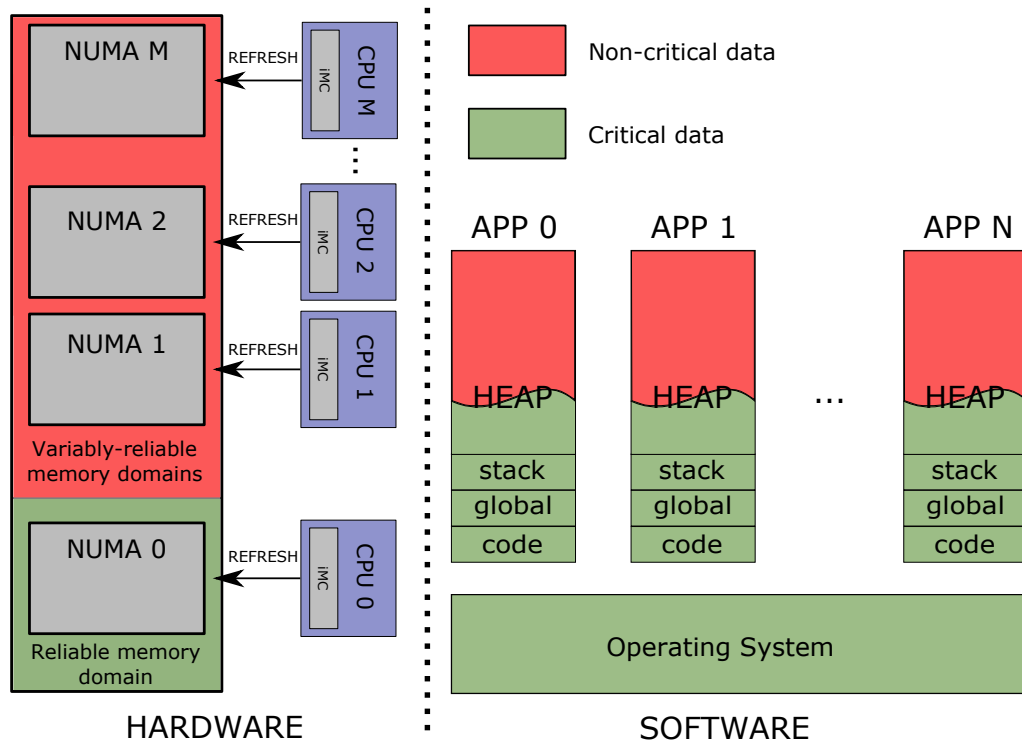 NUMA M
REFRESH
iMC
CPU M
...
NUMA 2
REFRESH
iMC
CPU 2
NUMA 1
REFRESH
iMC
CPU 1
Variably-reliable
memory domains
NUMA 0
REFRESH
iMC
CPU 0
Reliable memory
domain
HARDWARE
Non-critical data
Critical data
APP 0
APP 1
APP N
HEAP
HEAP
...
HEAP
stack
stack
stack
global
global
global
code
code
code
Operating System
SOFTWARE